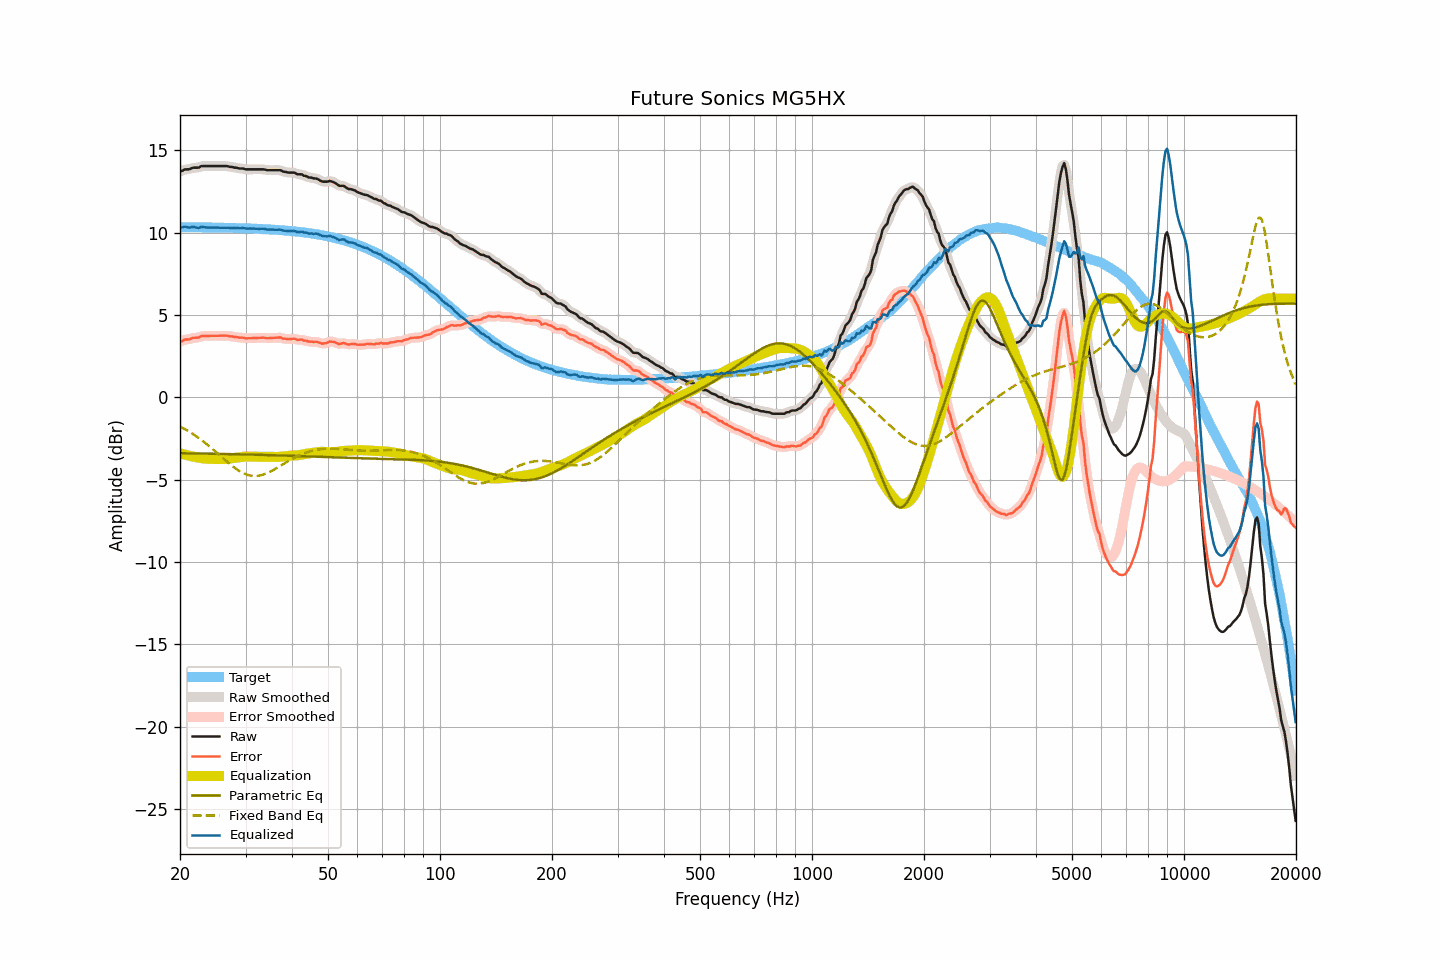 Future Sonics MG5HX
15
10
5
0
−5
−10
−15
−20
−25
Amplitude (dBr)
Target
Raw Smoothed
Error Smoothed
Raw
Error
Equalization
Parametric Eq
Fixed Band Eq
Equalized
20 50 100 200 500 1000 2000 5000 10000 20000
Frequency (Hz)